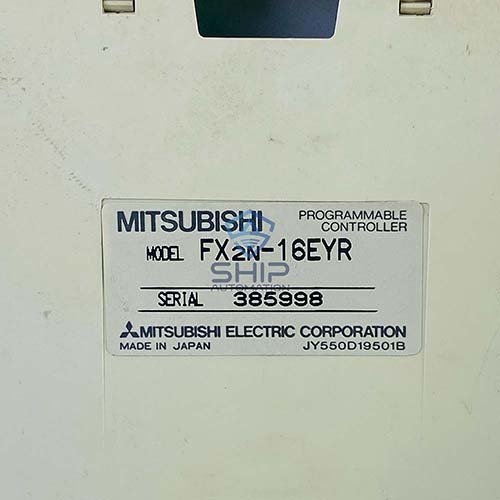 MITSUBISHI PROGRAMMABLE CONTROLLER
MODEL FX2N-16EYR
SHIP
AUTOMATION
SERIAL 385998
MITSUBISHI ELECTRIC CORPORATION
MADE IN JAPAN JY550D19501B